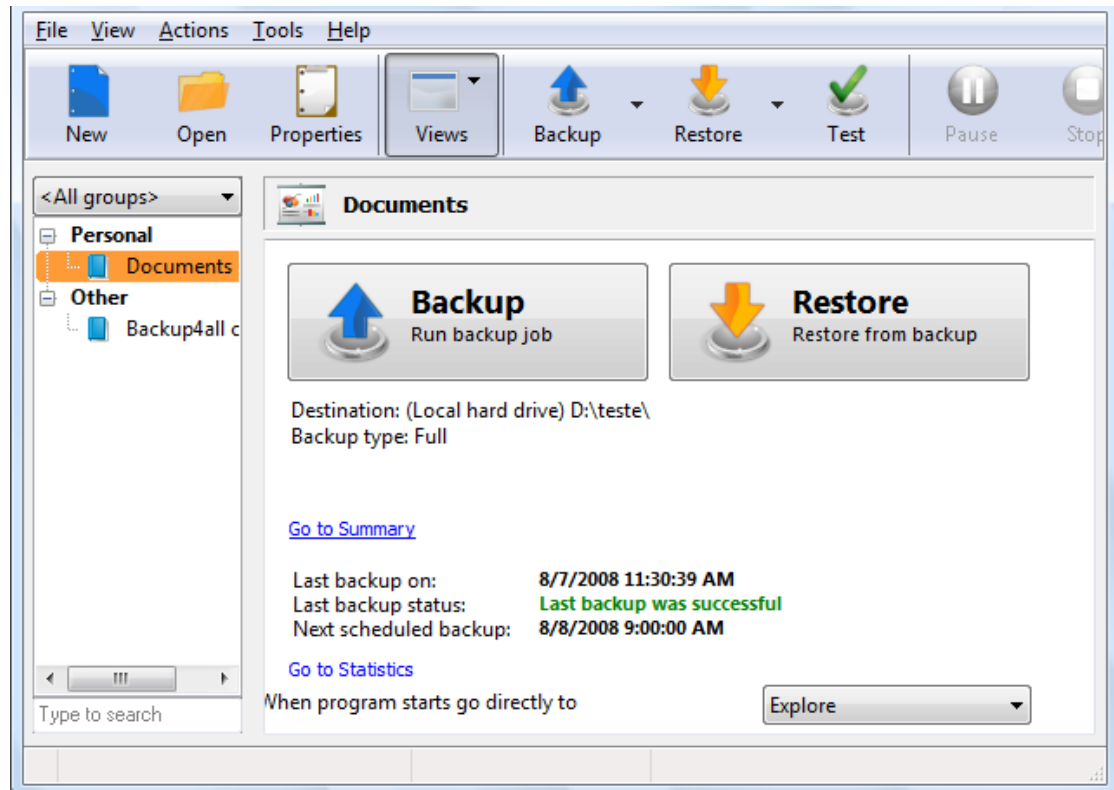 File View Actions Tools Help
New Open Properties Views Backup Restore Test Pause Stop
<All groups>
Personal
Documents
Other
Backup4all c
Type to search
Documents
Backup
Run backup job
Restore
Restore from backup
Destination: (Local hard drive) D:\teste\
Backup type: Full
Go to Summary
Last backup on: 8/7/2008 11:30:39 AM
Last backup status: Last backup was successful
Next scheduled backup: 8/8/2008 9:00:00 AM
Go to Statistics
When program starts go directly to Explore